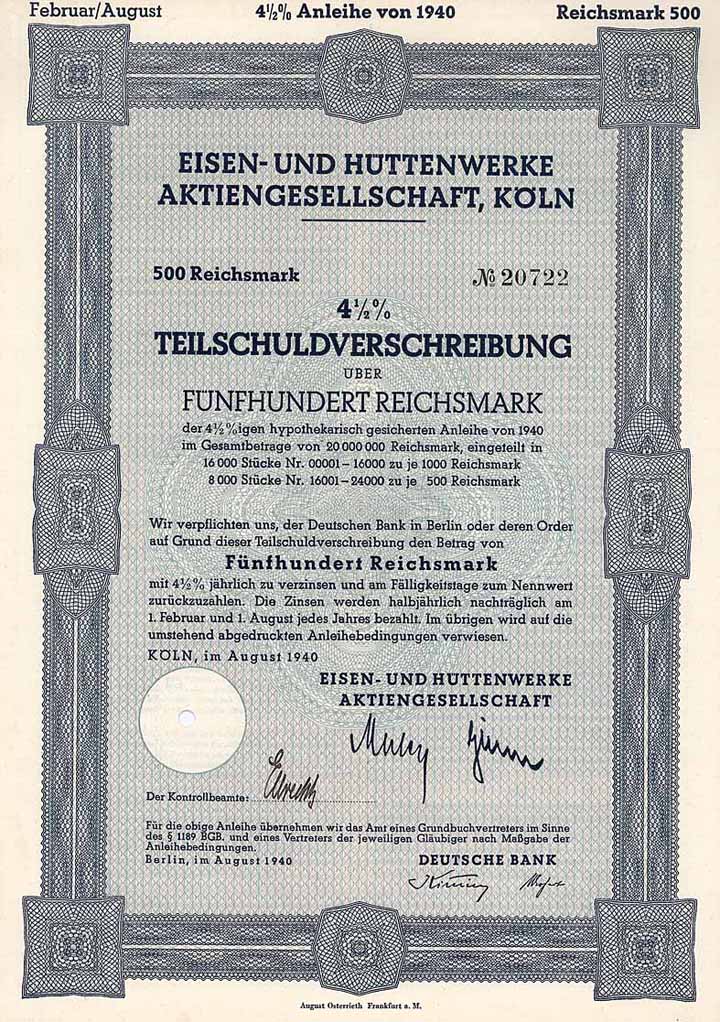 Februar/August 4½% Anleihe von 1940 Reichsmark 500
EISEN- UND HÜTTENWERKE
AKTIENGESELLSCHAFT, KÖLN
500 Reichsmark № 20722
4½%
TEILSCHULDVERSCHREIBUNG
ÜBER
FÜNFHUNDERT REICHSMARK
der 4½%igen hypothekarisch gesicherten Anleihe von 1940
im Gesamtbetrage von 20 000 000 Reichsmark, eingeteilt in
16 000 Stücke Nr. 00001 – 16000 zu je 1000 Reichsmark
8 000 Stücke Nr. 16001 – 24000 zu je 500 Reichsmark
Wir verpflichten uns, der Deutschen Bank in Berlin oder deren Order
auf Grund dieser Teilschuldverschreibung den Betrag von
Fünfhundert Reichsmark
mit 4½% jährlich zu verzinsen und am Fälligkeitstage zum Nennwert
zurückzuzahlen. Die Zinsen werden halbjährlich nachträglich am
1. Februar und 1. August jedes Jahres bezahlt. Im übrigen wird auf die
umstehend abgedruckten Anleihebedingungen verwiesen.
KÖLN, im August 1940
EISEN- UND HÜTTENWERKE
AKTIENGESELLSCHAFT
Der Kontrollbeamte:
Für die obige Anleihe übernehmen wir das Amt eines Grundbuchvertreters im Sinne
des § 1189 BGB. und eines Vertreters der jeweiligen Gläubiger nach Maßgabe der
Anleihebedingungen.
Berlin, im August 1940
DEUTSCHE BANK
August Osterrieth Frankfurt a. M.